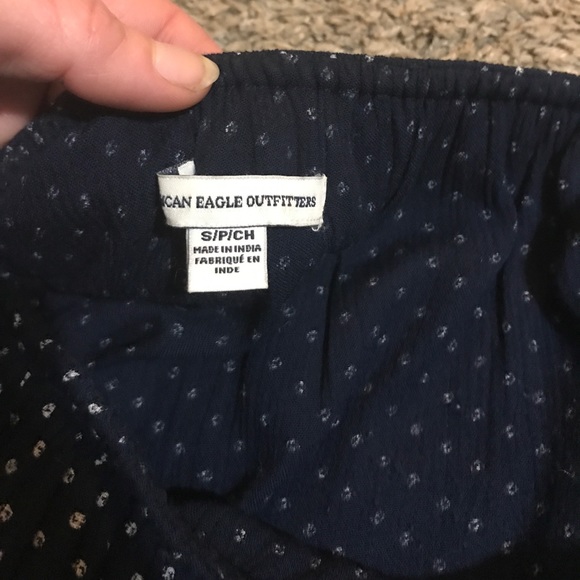 ICAN EAGLE OUTFITTERS
S/P/CH
MADE IN INDIA
FABRIQUÉ EN
INDE